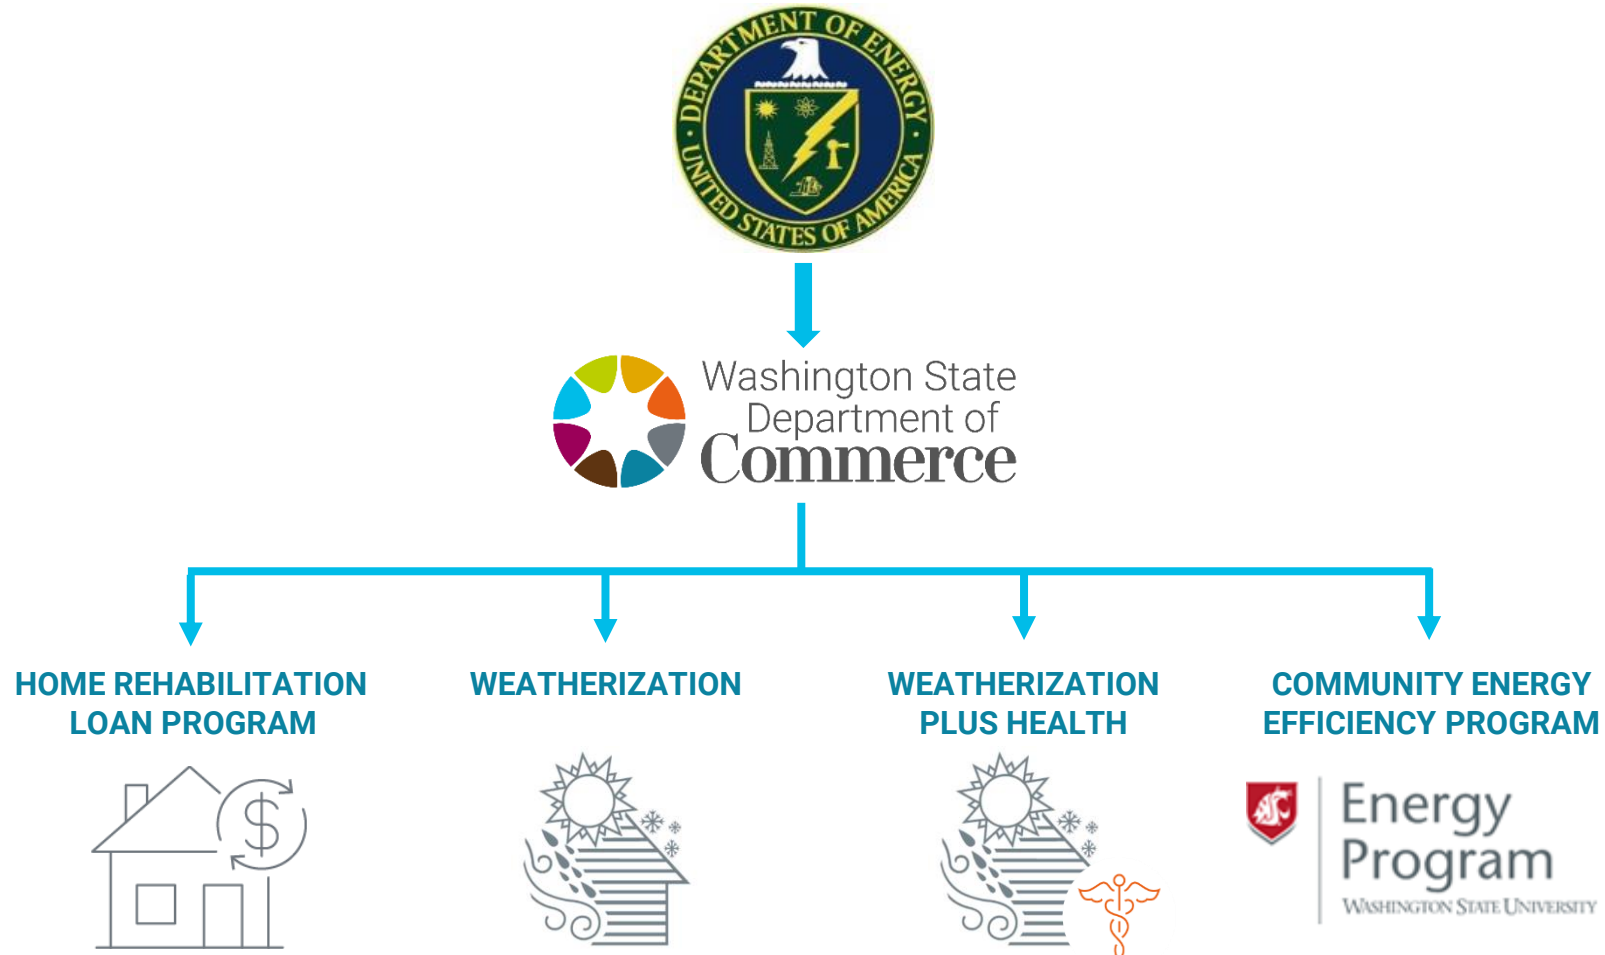 DEPARTMENT OF ENERGY
UNITED STATES OF AMERICA
Washington State
Department of
Commerce
HOME REHABILITATION
LOAN PROGRAM
WEATHERIZATION
WEATHERIZATION
PLUS HEALTH
COMMUNITY ENERGY
EFFICIENCY PROGRAM
$
Energy
Program
WASHINGTON STATE UNIVERSITY